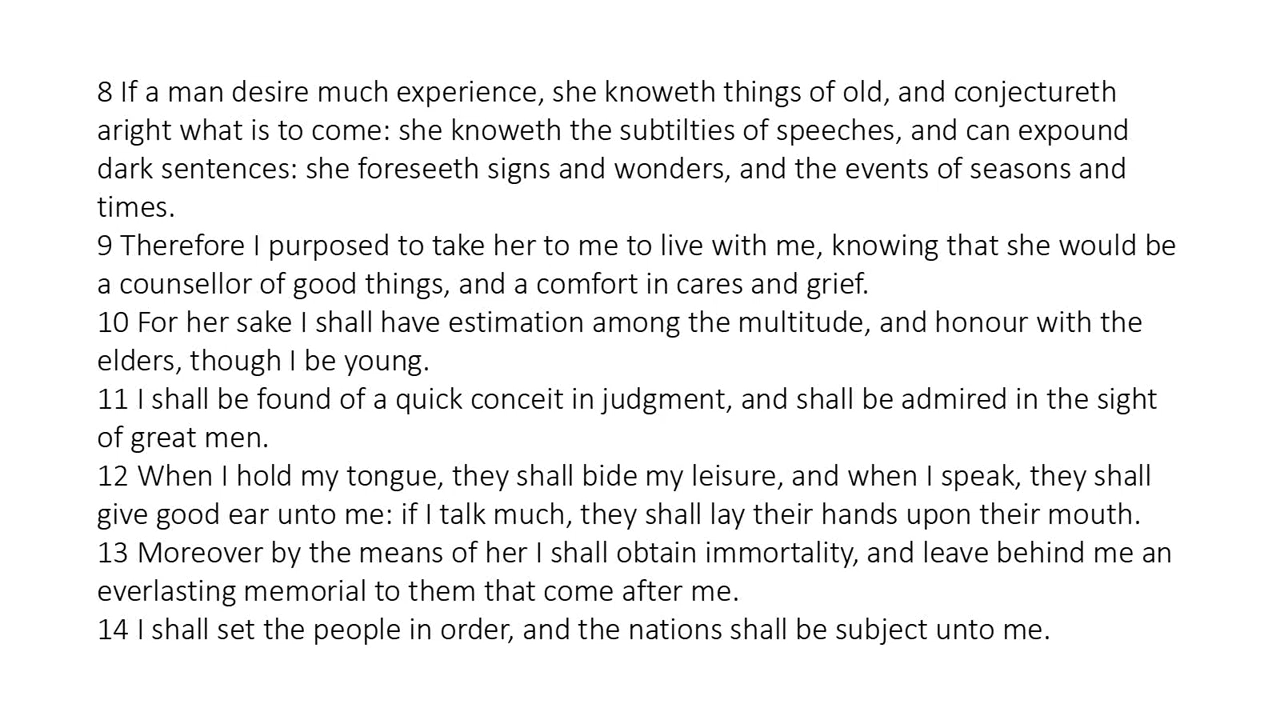 8 If a man desire much experience, she knoweth things of old, and conjectureth
aright what is to come: she knoweth the subtilties of speeches, and can expound
dark sentences: she foreseeth signs and wonders, and the events of seasons and
times.
9 Therefore I purposed to take her to me to live with me, knowing that she would be
a counsellor of good things, and a comfort in cares and grief.
10 For her sake I shall have estimation among the multitude, and honour with the
elders, though I be young.
11 I shall be found of a quick conceit in judgment, and shall be admired in the sight
of great men.
12 When I hold my tongue, they shall bide my leisure, and when I speak, they shall
give good ear unto me: if I talk much, they shall lay their hands upon their mouth.
13 Moreover by the means of her I shall obtain immortality, and leave behind me an
everlasting memorial to them that come after me.
14 I shall set the people in order, and the nations shall be subject unto me.